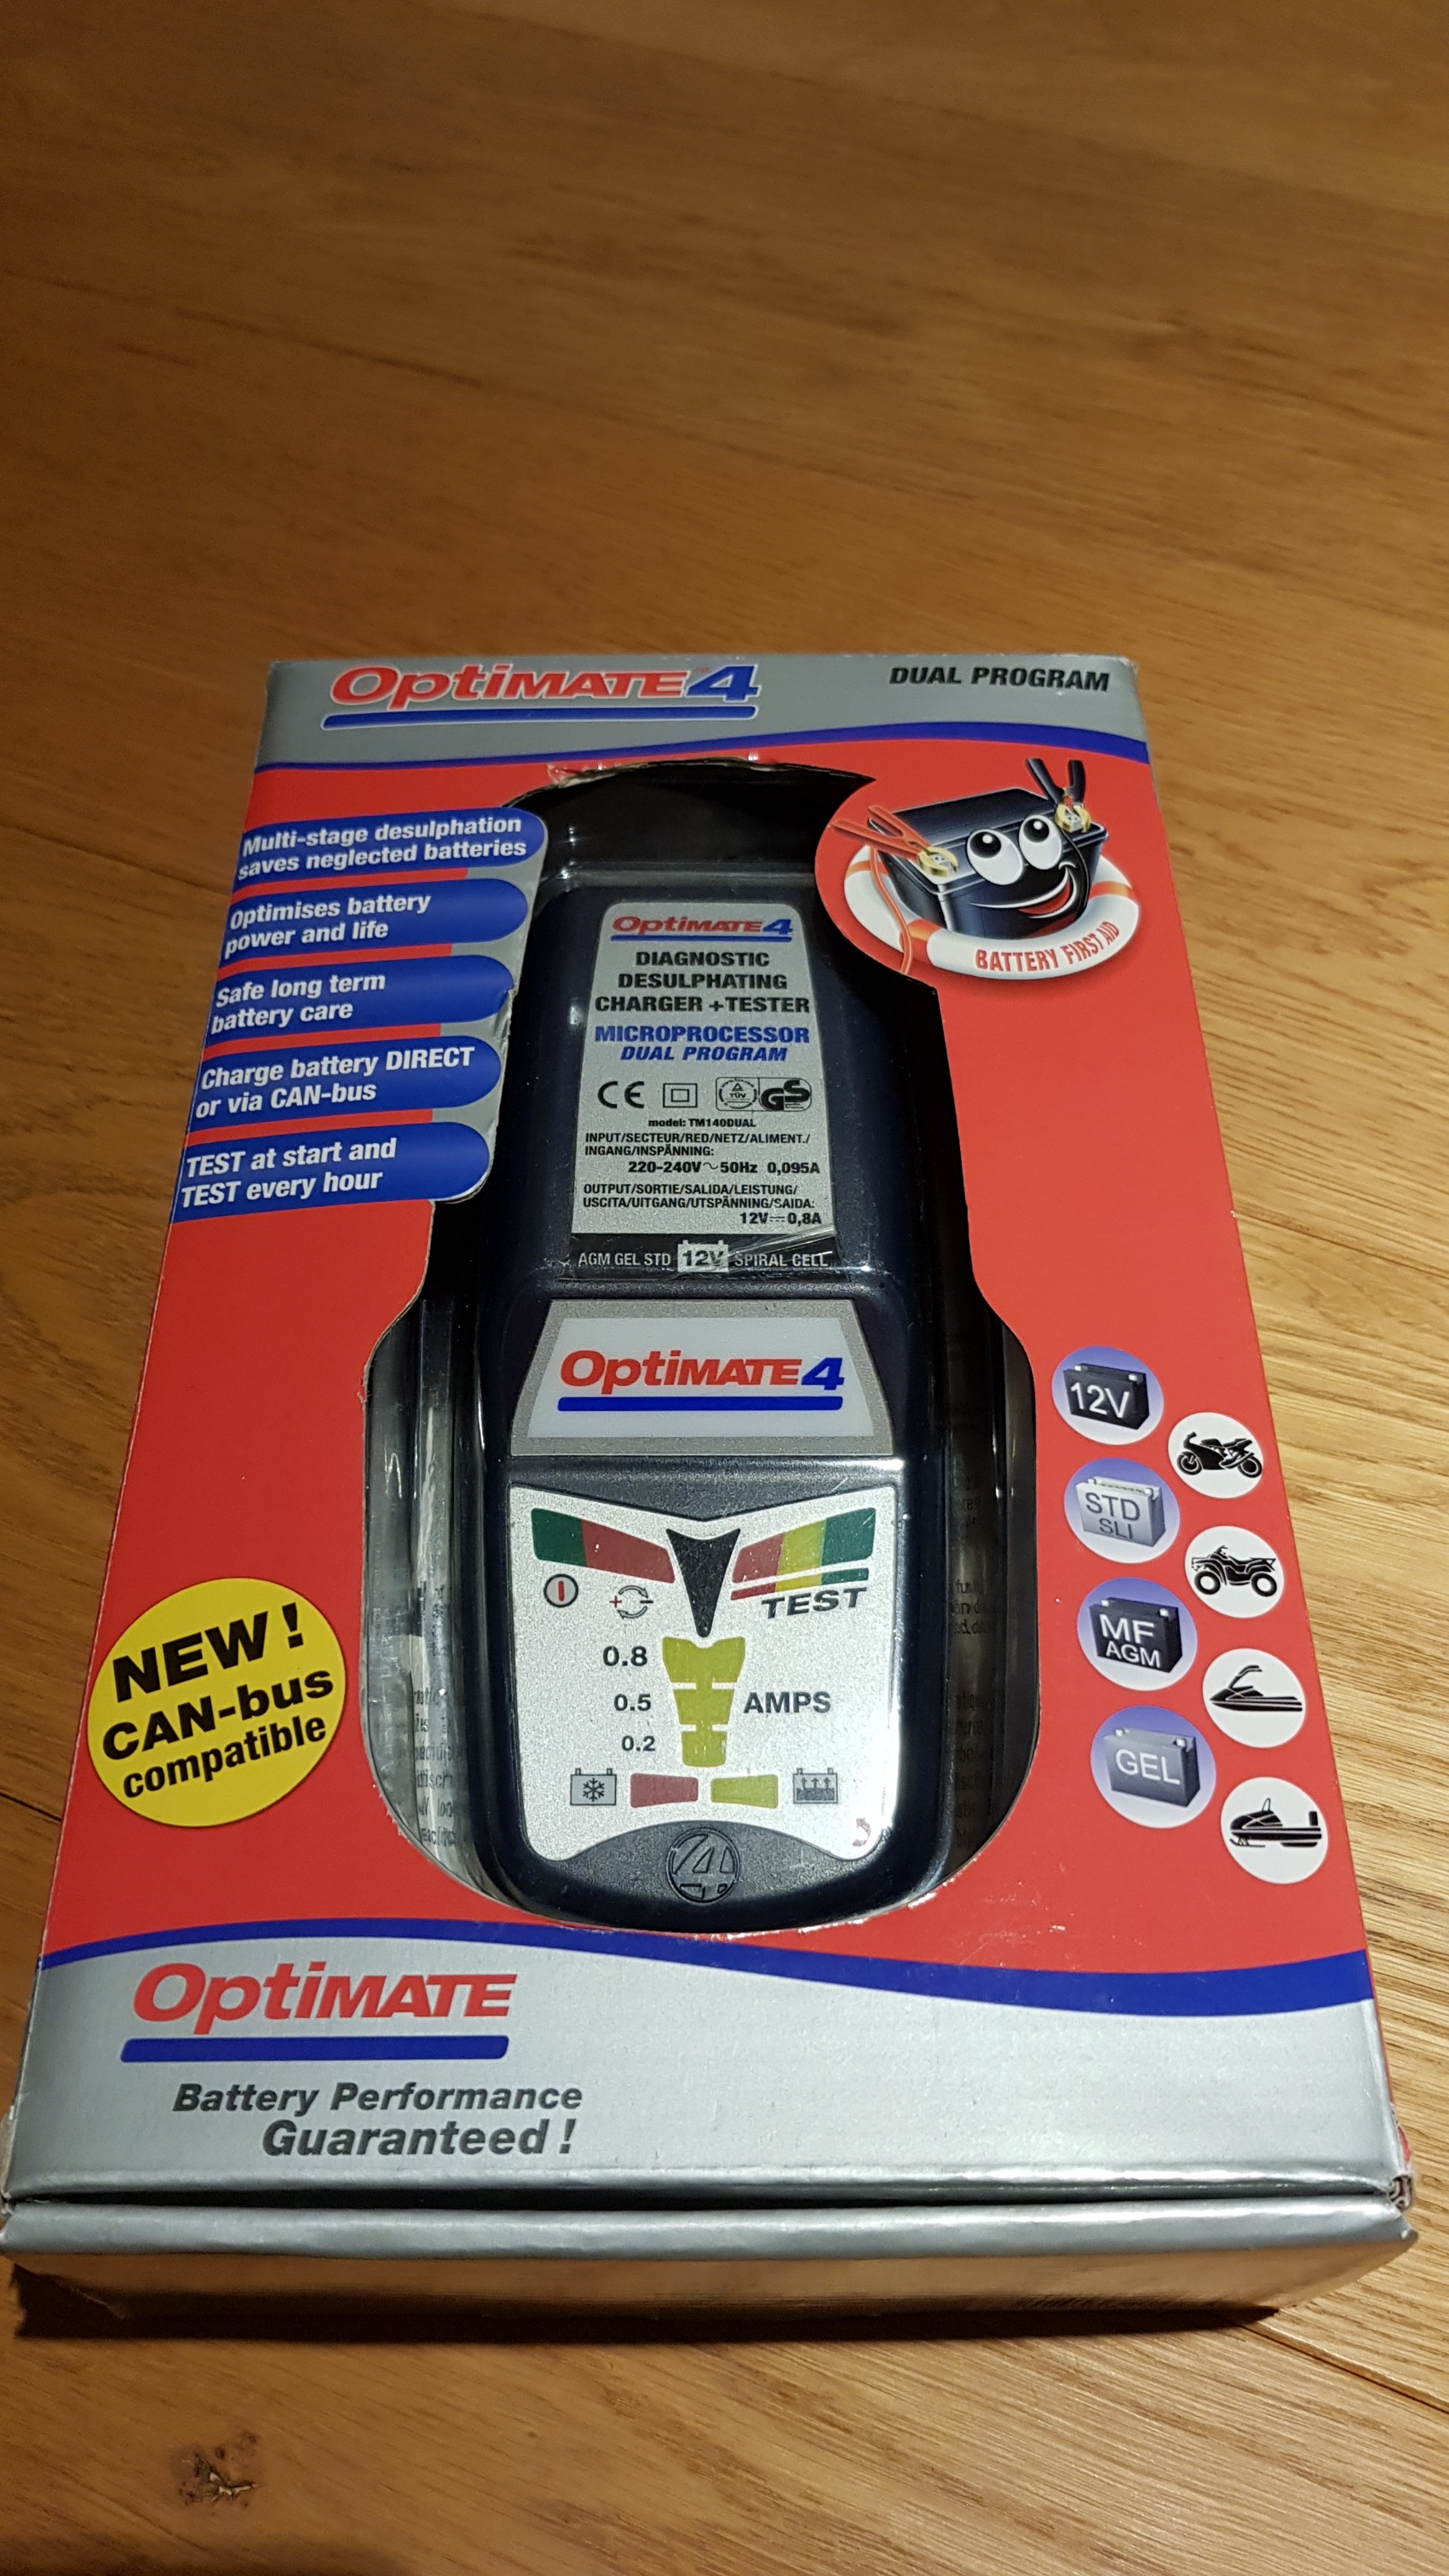 OptiMATE™4
DUAL PROGRAM
Multi-stage desulphation
saves neglected batteries
Optimises battery
power and life
Safe long term
battery care
Charge battery DIRECT
or via CAN-bus
TEST at start and
TEST every hour
BATTERY FIRST AID
OptiMATE4
DIAGNOSTIC
DESULPHATING
CHARGER +TESTER
MICROPROCESSOR
DUAL PROGRAM
CE
TÜV
GS
model: TM140DUAL
INPUT/SECTEUR/RED/NETZ/ALIMENT./
INGANG/INSPÄNNING:
220-240V~50Hz 0,095A
OUTPUT/SORTIE/SALIDA/LEISTUNG/
USCITA/UITGANG/UTSPÄNNING/SAIDA:
12V⎓0,8A
AGM GEL STD 12V SPIRAL CELL
OptiMATE4
TEST
0.8
0.5 AMPS
0.2
4
12V
STD
SLI
MF
AGM
GEL
NEW!
CAN-bus
compatible
OptiMATE
Battery Performance
Guaranteed!